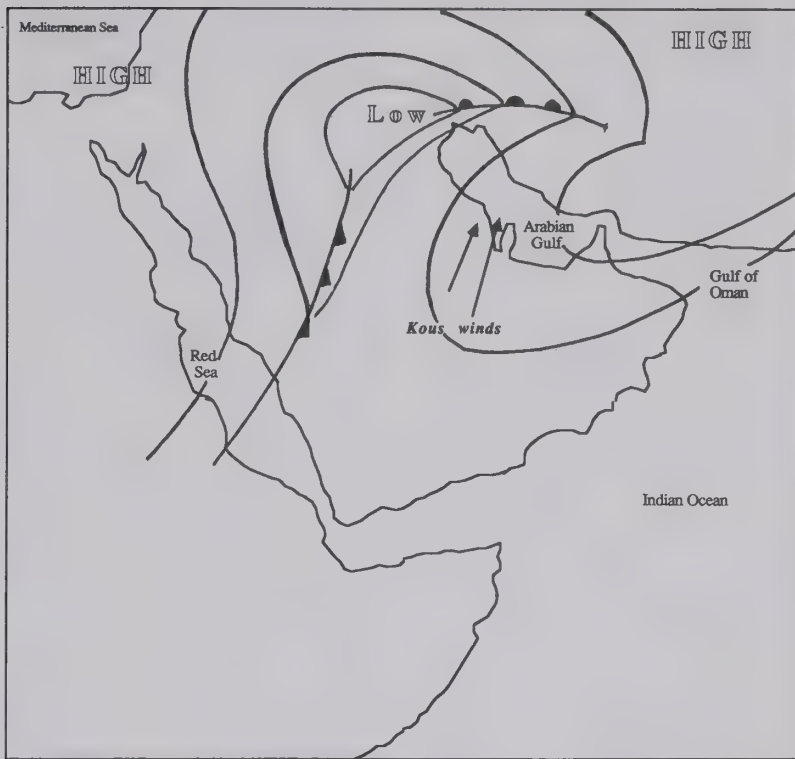 Mediterranean Sea
HIGH
HIGH
Low
Arabian
Gulf
Gulf of
Oman
Kous winds
Red
Sea
Indian Ocean